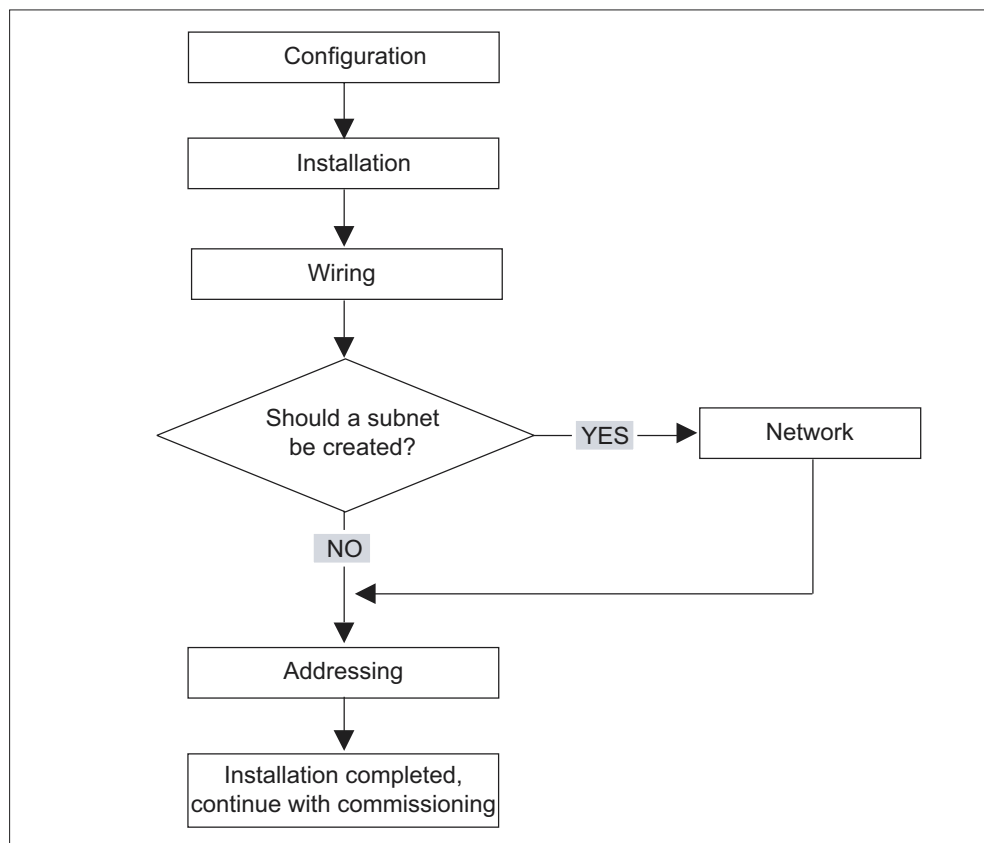 Configuration
Installation
Wiring
Should a subnet
be created?
YES
Network
NO
Addressing
Installation completed,
continue with commissioning